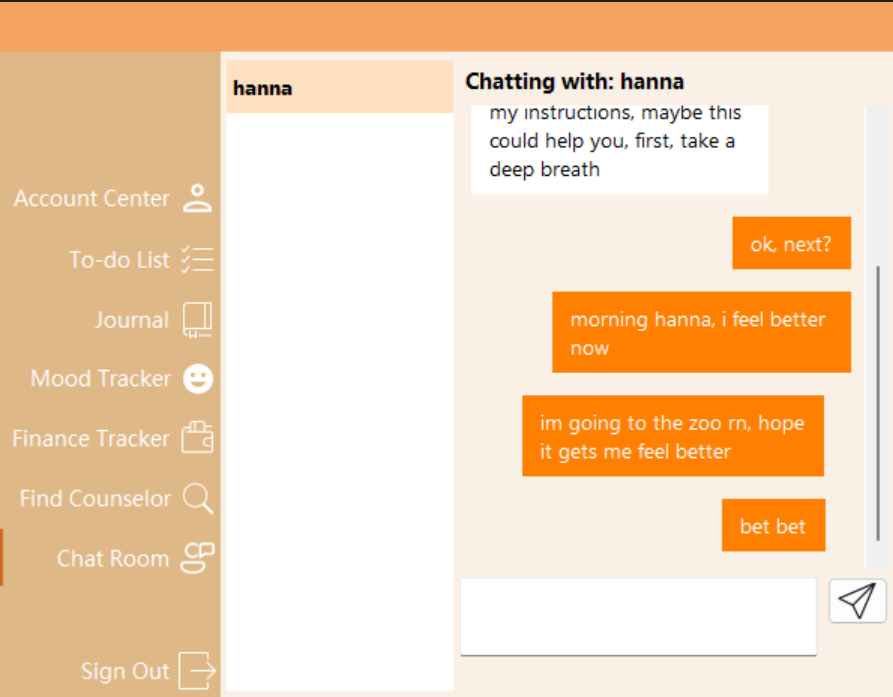 Account Center
To-do List
Journal
Mood Tracker
Finance Tracker
Find Counselor
Chat Room
Sign Out
hanna
Chatting with: hanna
my instructions, maybe this
could help you, first, take a
deep breath
ok, next?
morning hanna, i feel better
now
im going to the zoo rn, hope
it gets me feel better
bet bet